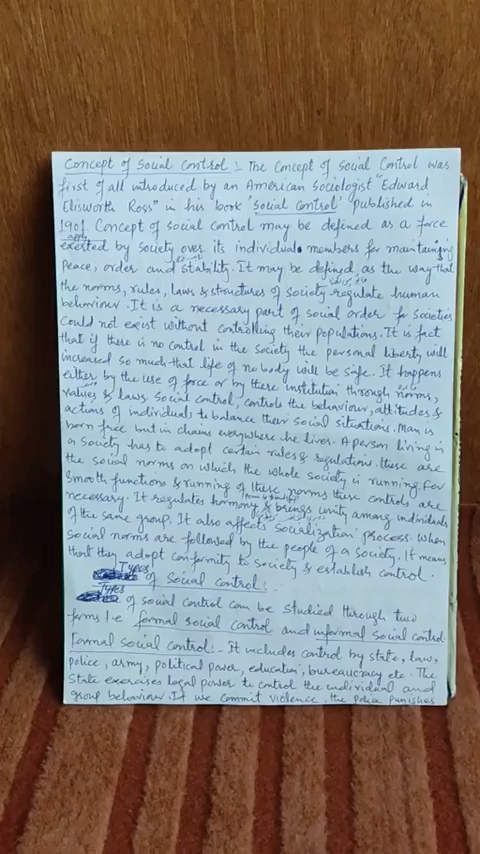 Concept of Social Control :- The Concept of Social Control was
first of all introduced by an American Sociologist "Edward
Elisworth Ross" in his book 'Social Control' published in
1901. Concept of social control may be defined as a force
exerted by society over its individual members for maintaining
Peace, order and stability. It may be defined, as the way that
the norms, rules, laws & structures of society regulate human
behaviour. It is a necessary part of social order for societies
Could not exist without controlling their populations. It is fact
that if there is no control in the society the personal liberty will
increased so much that life of no body will be safe. It happens
either by the use of force or by these institution through norms,
values & laws. Social control, controls the behaviour, attitudes &
actions of individuals to balance their social situations. Man is
born free but in chains everywhere he lives. A person living in
a society has to adopt certain rules & regulations. these are
the social norms on which the whole society is running For
Smooth functions & running of these norms these controls are
necessary. It regulates harmony & brings unity among individuals
of the same group. It also affects Socialization process. When
social norms are followed by the people of a society. It means
that they adopt conformity to society & establish control.
Types of Social Control:
Types of social control can be studied through two
forms i.e formal social control and informal social control
Formal social control:- It includes control by state, law,
police, army, political power, education, bureaucracy etc. The
State exercises legal power to control the individual and
group behaviour. If we commit violence, the police punishes